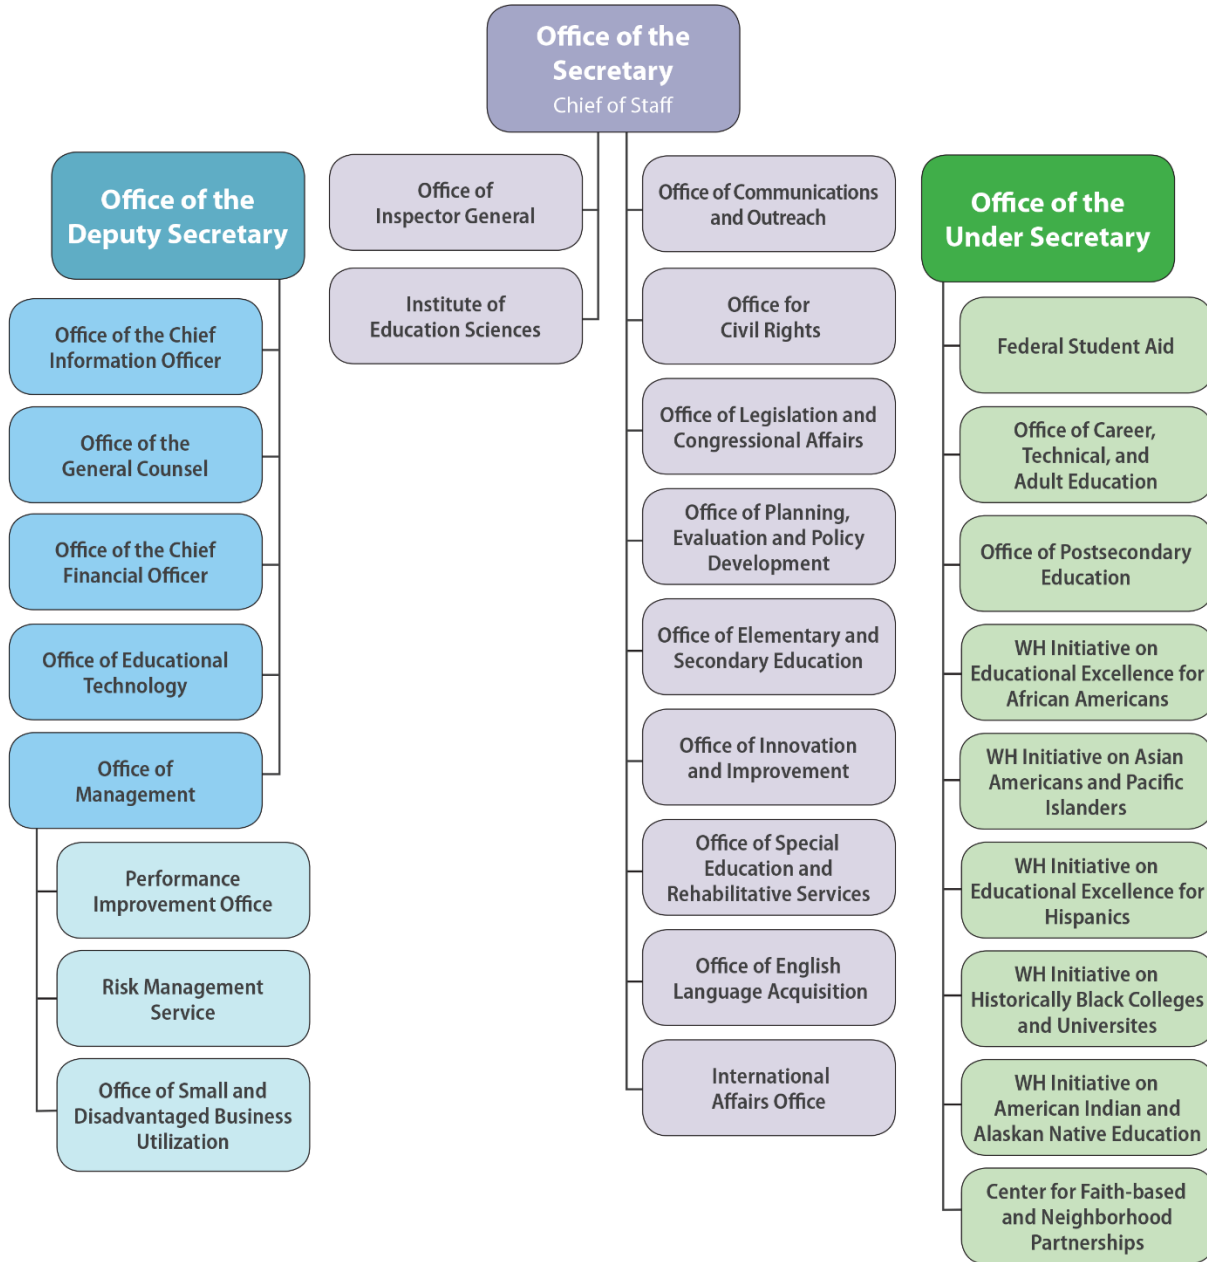 Office of the
Secretary
Chief of Staff
Office of the
Deputy Secretary
Office of the Chief
Information Officer
Office of the
General Counsel
Office of the Chief
Financial Officer
Office of Educational
Technology
Office of
Management
Performance
Improvement Office
Risk Management
Service
Office of Small and
Disadvantaged Business
Utilization
Office of
Inspector General
Institute of
Education Sciences
Office of Communications
and Outreach
Office for
Civil Rights
Office of Legislation and
Congressional Affairs
Office of Planning,
Evaluation and Policy
Development
Office of Elementary and
Secondary Education
Office of Innovation
and Improvement
Office of Special
Education and
Rehabilitative Services
Office of English
Language Acquisition
International
Affairs Office
Office of the
Under Secretary
Federal Student Aid
Office of Career,
Technical, and
Adult Education
Office of Postsecondary
Education
WH Initiative on
Educational Excellence for
African Americans
WH Initiative on Asian
Americans and Pacific
Islanders
WH Initiative on
Educational Excellence for
Hispanics
WH Initiative on
Historically Black Colleges
and Universites
WH Initiative on
American Indian and
Alaskan Native Education
Center for Faith-based
and Neighborhood
Partnerships